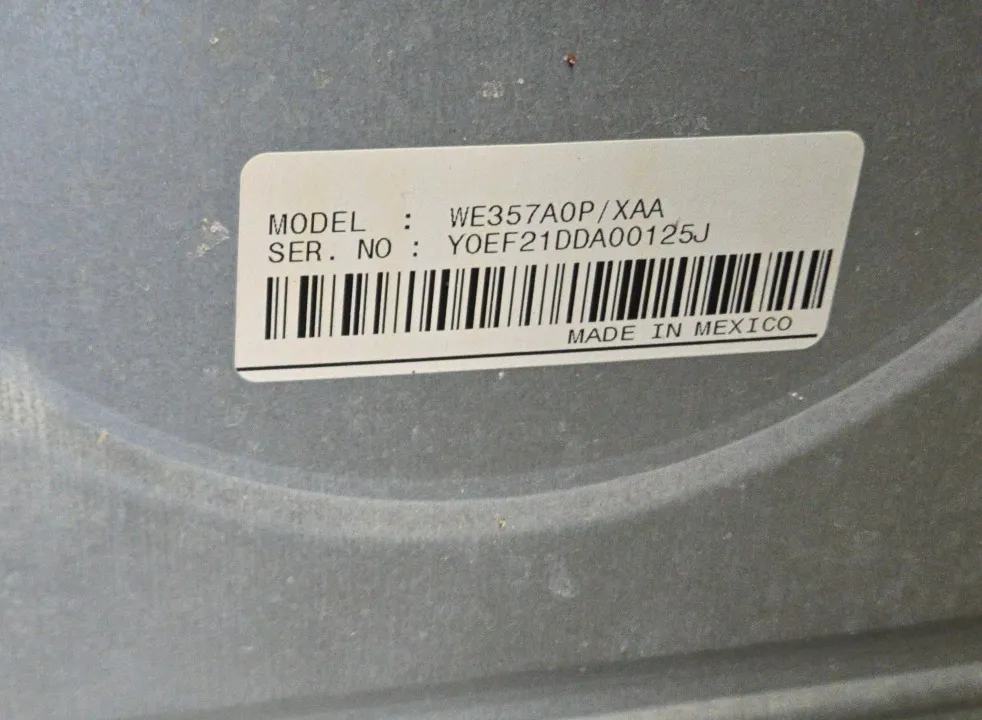 MODEL : WE357A0P/XAA
SER. NO : Y0EF21DDA00125J
MADE IN MEXICO